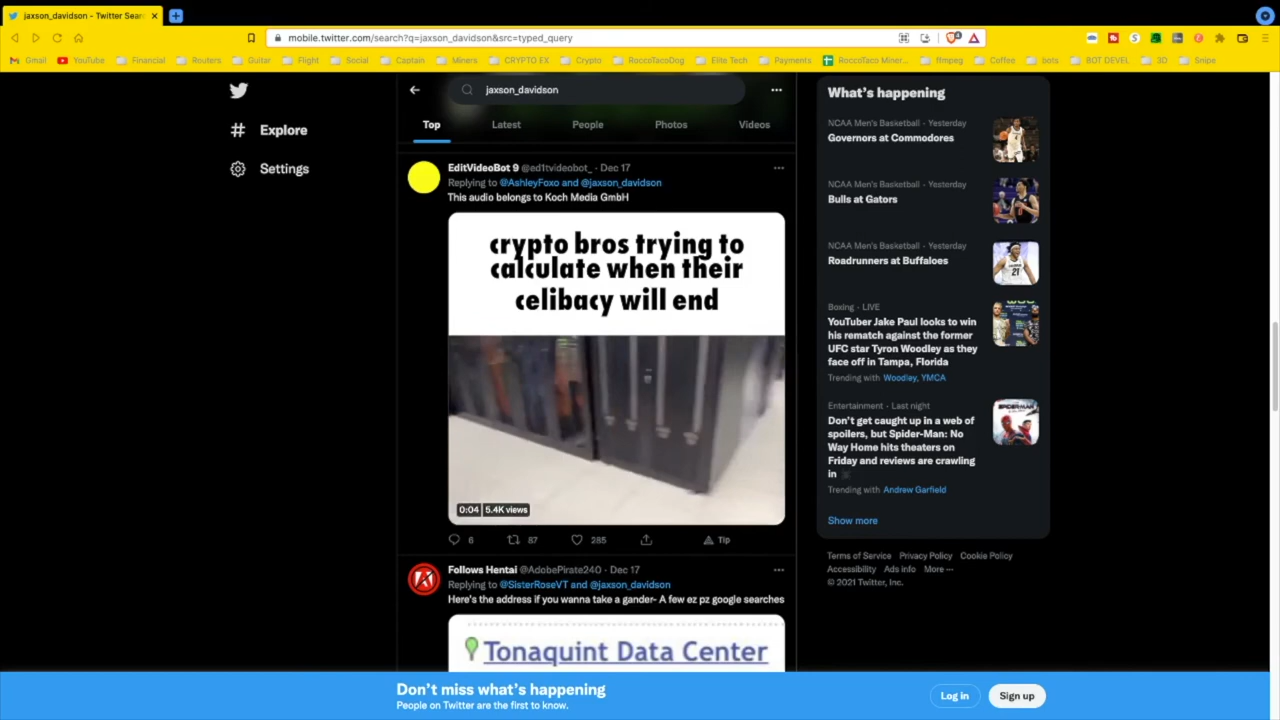 jaxson_davidson - Twitter Sear
mobile.twitter.com/search?q=jaxson_davidson&src=typed_query
Gmail YouTube Financial Routers Guitar Flight Social Captain Miners CRYPTO EX Crypto RoccoTacoDog Elite Tech Payments RoccoTaco Miner... ffmpeg Coffee bots BOT DEVEL 3D Snipe
Explore
Settings
jaxson_davidson
Top Latest People Photos Videos
EditVideoBot 9 @ed1tvideobot_ · Dec 17
Replying to @AshleyFoxo and @jaxson_davidson
This audio belongs to Koch Media GmbH
crypto bros trying to
calculate when their
celibacy will end
0:04 5.4K views
6 87 285 Tip
Follows Hentai @AdobePirate240 · Dec 17
Replying to @SisterRoseVT and @jaxson_davidson
Here's the address if you wanna take a gander- A few ez pz google searches
Tonaquint Data Center
What's happening
NCAA Men's Basketball · Yesterday
Governors at Commodores
NCAA Men's Basketball · Yesterday
Bulls at Gators
NCAA Men's Basketball · Yesterday
Roadrunners at Buffaloes
21
Boxing · LIVE
YouTuber Jake Paul looks to win
his rematch against the former
UFC star Tyron Woodley as they
face off in Tampa, Florida
Trending with Woodley, YMCA
Entertainment · Last night
Don't get caught up in a web of
spoilers, but Spider-Man: No
Way Home hits theaters on
Friday and reviews are crawling
in
Trending with Andrew Garfield
SPIDER-MAN
Show more
Terms of Service Privacy Policy Cookie Policy
Accessibility Ads info More ···
© 2021 Twitter, Inc.
Don't miss what's happening
People on Twitter are the first to know.
Log in Sign up